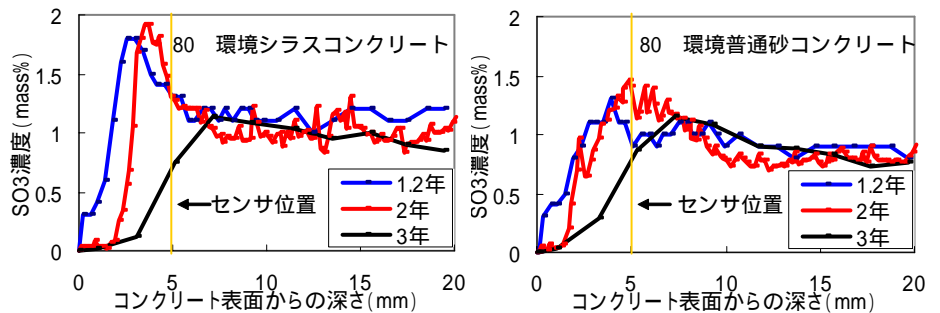 SO3濃度(mass%)
2
1.5
1
0.5
0
80 環境シラスコンクリート
センサ位置
1.2年
2年
3年
0 5 10 15 20
コンクリート表面からの深さ(mm)
SO3濃度(mass%)
2
1.5
1
0.5
0
80 環境普通砂コンクリート
センサ位置
1.2年
2年
3年
0 5 10 15 20
コンクリート表面からの深さ(mm)